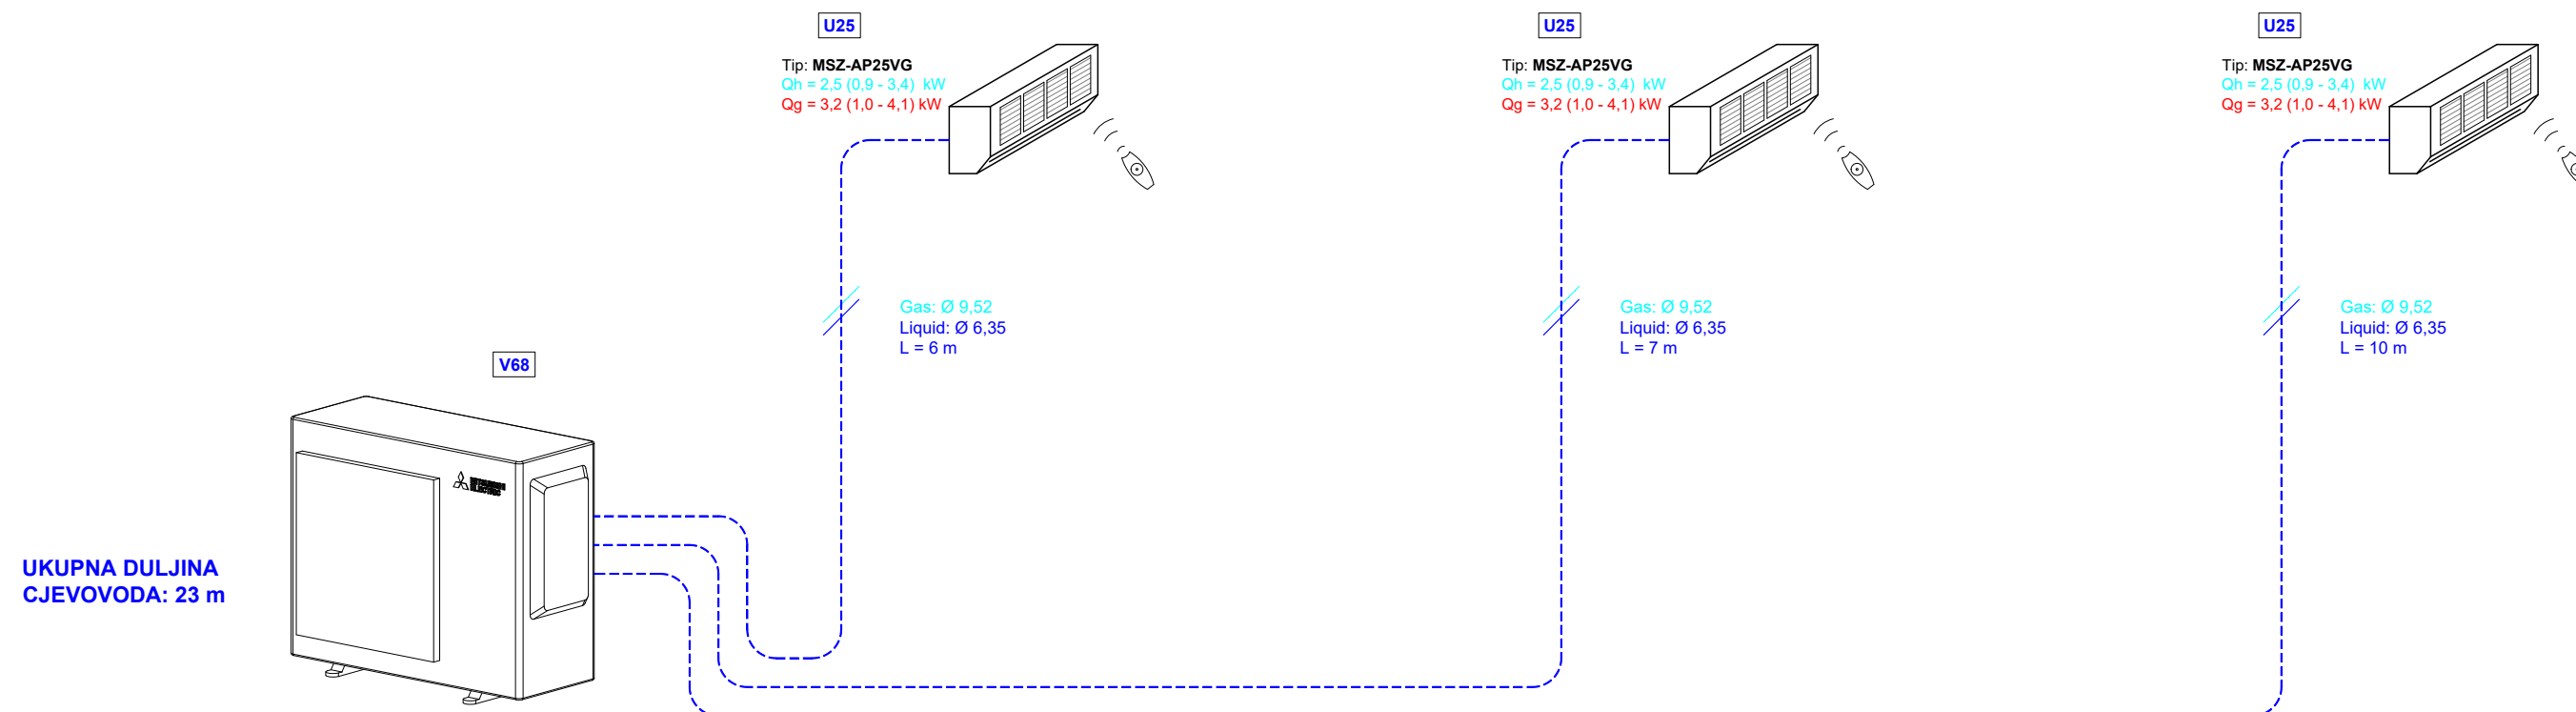 U25
Tip: MSZ-AP25VG
Qh = 2,5 (0,9 - 3,4) kW
Qg = 3,2 (1,0 - 4,1) kW
Gas: Ø 9,52
Liquid: Ø 6,35
L = 6 m
U25
Tip: MSZ-AP25VG
Qh = 2,5 (0,9 - 3,4) kW
Qg = 3,2 (1,0 - 4,1) kW
Gas: Ø 9,52
Liquid: Ø 6,35
L = 7 m
U25
Tip: MSZ-AP25VG
Qh = 2,5 (0,9 - 3,4) kW
Qg = 3,2 (1,0 - 4,1) kW
Gas: Ø 9,52
Liquid: Ø 6,35
L = 10 m
V68
MITSUBISHI
ELECTRIC
UKUPNA DULJINA
CJEVOVODA: 23 m